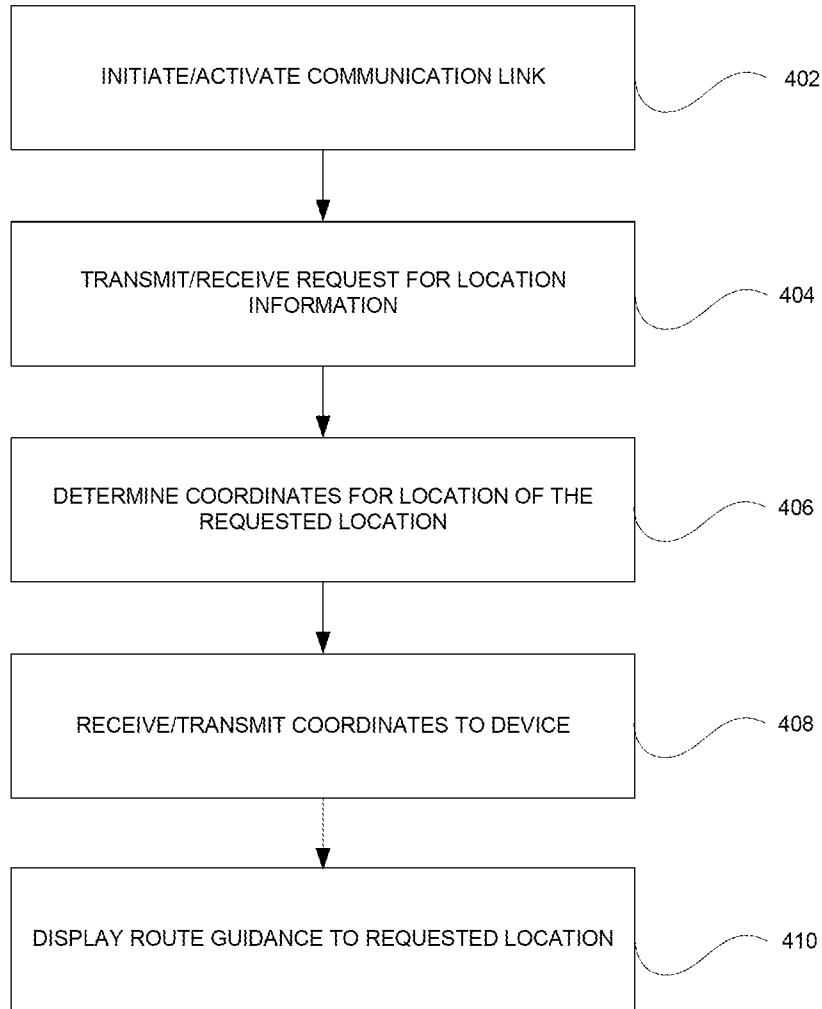 INITIATE/ACTIVATE COMMUNICATION LINK
402
TRANSMIT/RECEIVE REQUEST FOR LOCATION
INFORMATION
404
DETERMINE COORDINATES FOR LOCATION OF THE
REQUESTED LOCATION
406
RECEIVE/TRANSMIT COORDINATES TO DEVICE
408
DISPLAY ROUTE GUIDANCE TO REQUESTED LOCATION
410